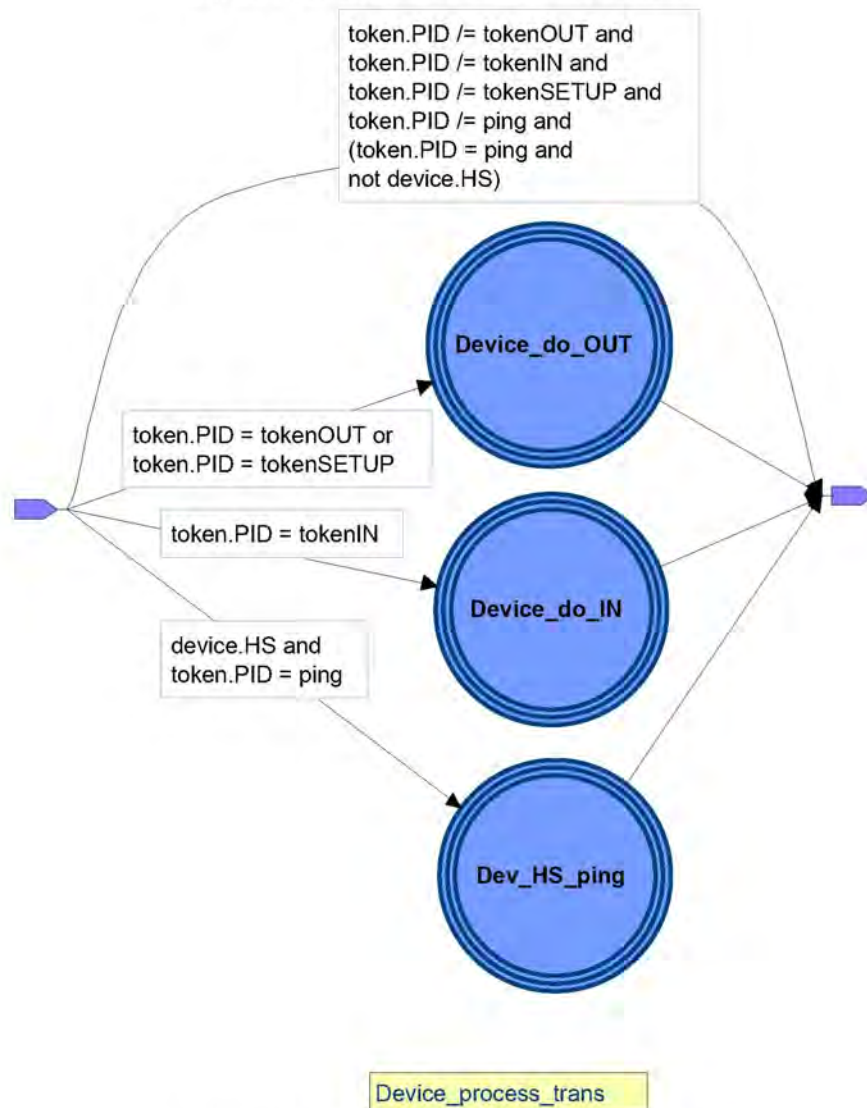 token.PID /= tokenOUT and
token.PID /= tokenIN and
token.PID /= tokenSETUP and
token.PID /= ping and
(token.PID = ping and
not device.HS)
Device_do_OUT
token.PID = tokenOUT or
token.PID = tokenSETUP
token.PID = tokenIN
Device_do_IN
device.HS and
token.PID = ping
Dev_HS_ping
Device_process_trans